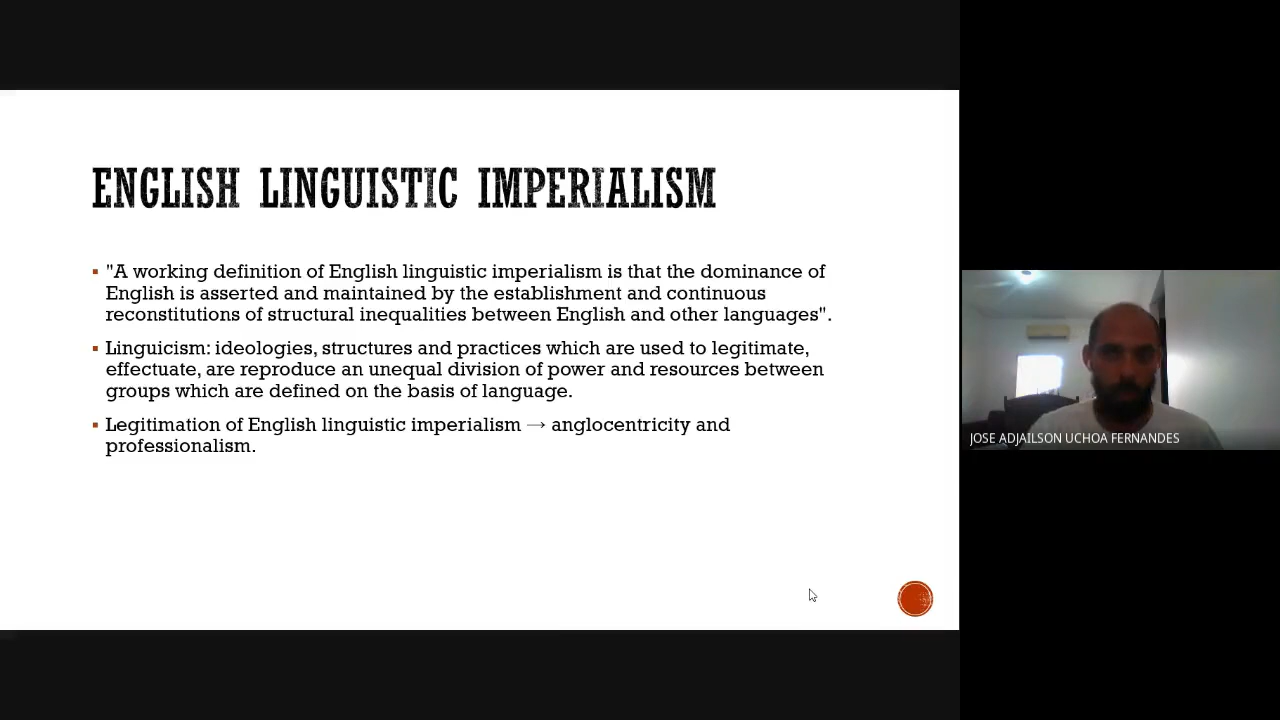 ENGLISH LINGUISTIC IMPERIALISM
"A working definition of English linguistic imperialism is that the dominance of
English is asserted and maintained by the establishment and continuous
reconstitutions of structural inequalities between English and other languages".
Linguicism: ideologies, structures and practices which are used to legitimate,
effectuate, are reproduce an unequal division of power and resources between
groups which are defined on the basis of language.
Legitimation of English linguistic imperialism → anglocentricity and
professionalism.
JOSE ADJAILSON UCHOA FERNANDES